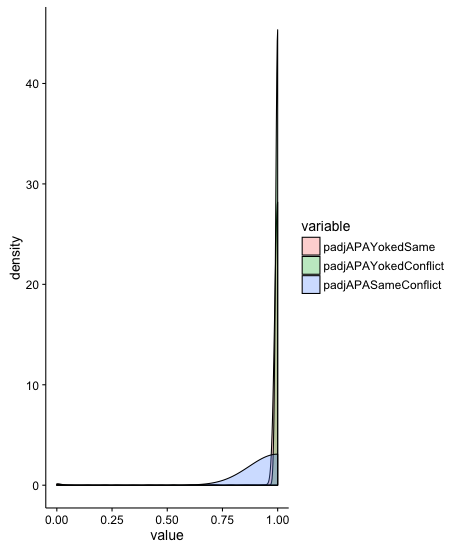 40
30
20
10
0
density
0.00 0.25 0.50 0.75 1.00
value
variable
padjAPAYokedSame
padjAPAYokedConflict
padjAPASameConflict